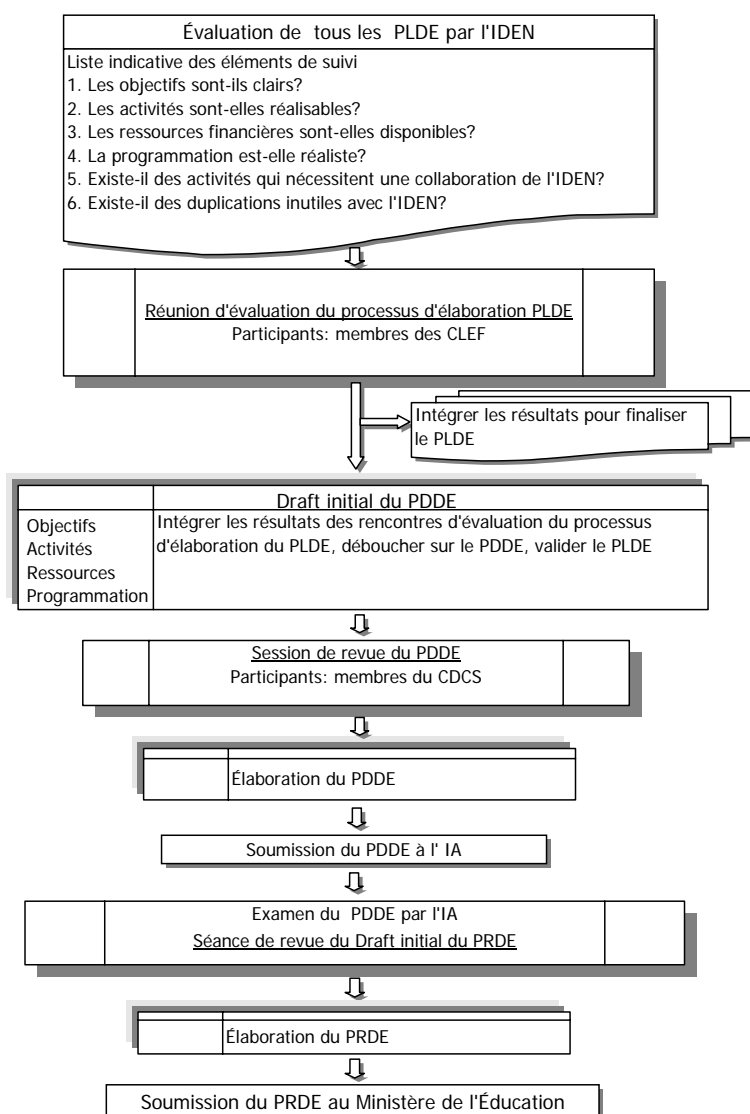 Évaluation de tous les PLDE par l'IDEN
Liste indicative des éléments de suivi
1. Les objectifs sont-ils clairs?
2. Les activités sont-elles réalisables?
3. Les ressources financières sont-elles disponibles?
4. La programmation est-elle réaliste?
5. Existe-il des activités qui nécessitent une collaboration de l'IDEN?
6. Existe-il des duplications inutiles avec l'IDEN?
Réunion d'évaluation du processus d'élaboration PLDE
Participants: membres des CLEF
Intégrer les résultats pour finaliser
le PLDE
Draft initial du PDDE
Objectifs
Activités
Ressources
Programmation
Intégrer les résultats des rencontres d'évaluation du processus
d'élaboration du PLDE, déboucher sur le PDDE, valider le PLDE
Session de revue du PDDE
Participants: membres du CDCS
Élaboration du PDDE
Soumission du PDDE à l' IA
Examen du PDDE par l'IA
Séance de revue du Draft initial du PRDE
Élaboration du PRDE
Soumission du PRDE au Ministère de l'Éducation